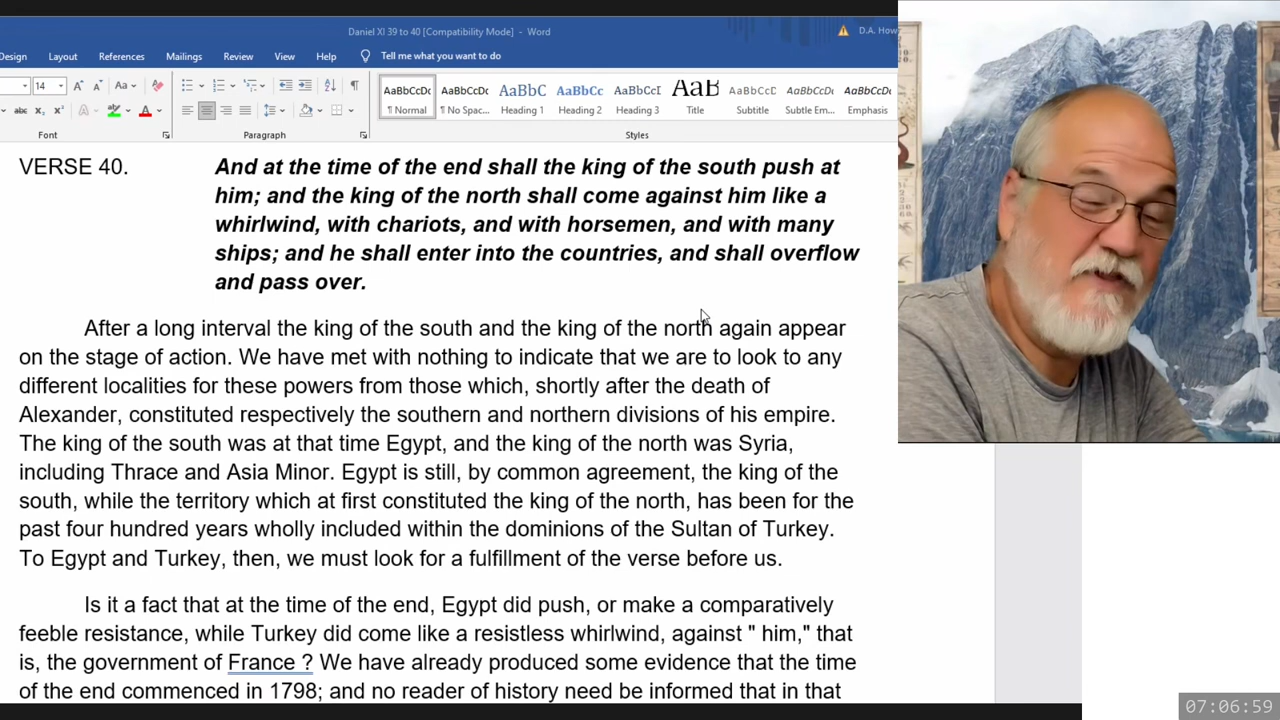 Daniel XI 39 to 40 [Compatibility Mode] - Word
D.A. How
Design Layout References Mailings Review View Help Tell me what you want to do
14 Aa
AaBbCcDc AaBbCcDc AaBbC AaBbCc AaBbCcD AaB AaBbCcD AaBbCcDc AaBbCcDc
¶ Normal ¶ No Spac... Heading 1 Heading 2 Heading 3 Title Subtitle Subtle Em... Emphasis
abc x₂ x² A A
Font Paragraph Styles
VERSE 40. And at the time of the end shall the king of the south push at
him; and the king of the north shall come against him like a
whirlwind, with chariots, and with horsemen, and with many
ships; and he shall enter into the countries, and shall overflow
and pass over.
After a long interval the king of the south and the king of the north again appear
on the stage of action. We have met with nothing to indicate that we are to look to any
different localities for these powers from those which, shortly after the death of
Alexander, constituted respectively the southern and northern divisions of his empire.
The king of the south was at that time Egypt, and the king of the north was Syria,
including Thrace and Asia Minor. Egypt is still, by common agreement, the king of the
south, while the territory which at first constituted the king of the north, has been for the
past four hundred years wholly included within the dominions of the Sultan of Turkey.
To Egypt and Turkey, then, we must look for a fulfillment of the verse before us.
Is it a fact that at the time of the end, Egypt did push, or make a comparatively
feeble resistance, while Turkey did come like a resistless whirlwind, against " him," that
is, the government of France ? We have already produced some evidence that the time
of the end commenced in 1798; and no reader of history need be informed that in that
07:06:59